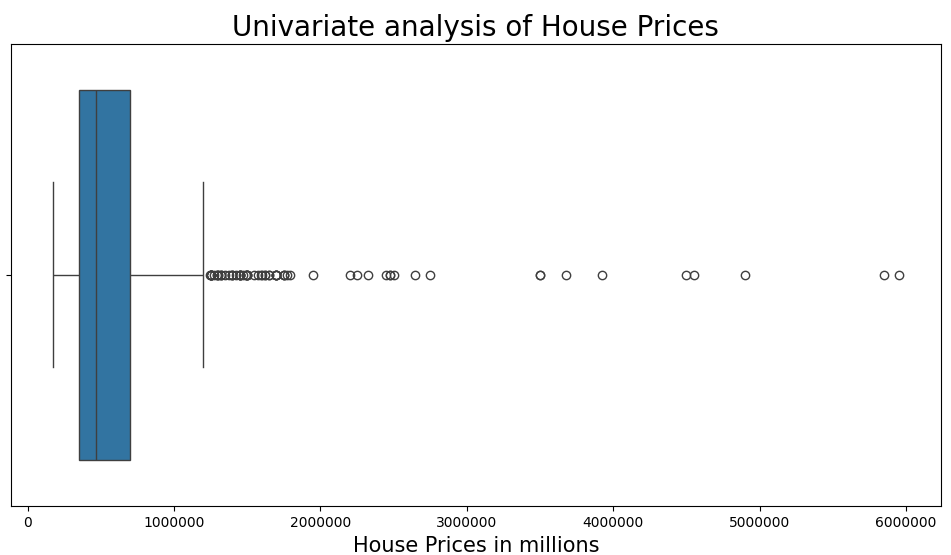 Univariate analysis of House Prices
0 1000000 2000000 3000000 4000000 5000000 6000000
House Prices in millions